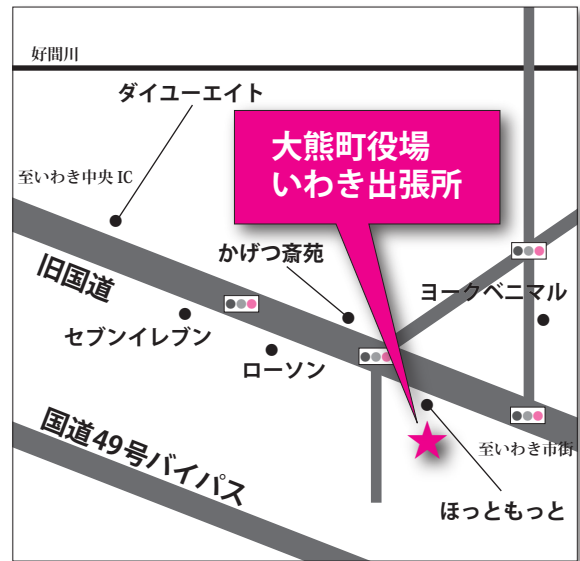 好間川
ダイユーエイト
大熊町役場
いわき出張所
至いわき中央 IC
かげつ斎苑
旧国道
ヨークベニマル
セブンイレブン
ローソン
国道49号バイパス
至いわき市街
ほっともっと